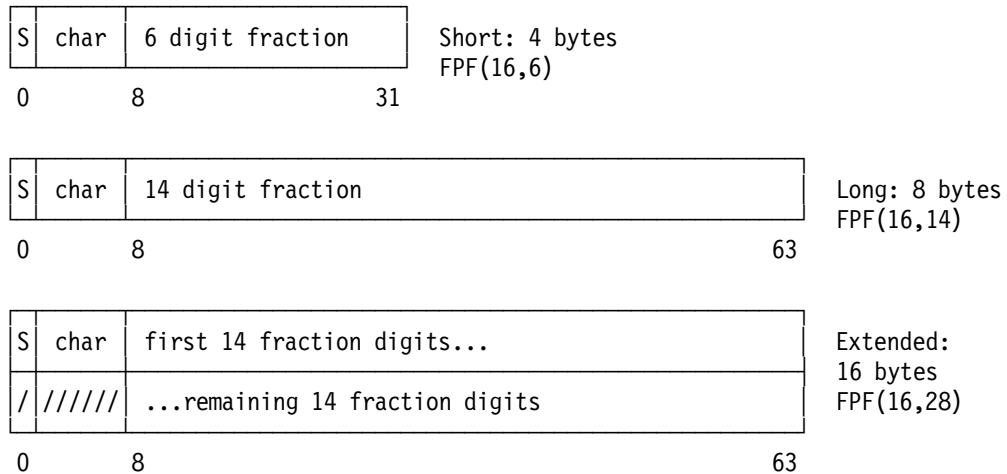 S char 6 digit fraction Short: 4 bytes
FPF(16,6)
0 8 31
S char 14 digit fraction Long: 8 bytes
FPF(16,14)
0 8 63
S char first 14 fraction digits... Extended:
16 bytes
/ ////// ...remaining 14 fraction digits FPF(16,28)
0 8 63